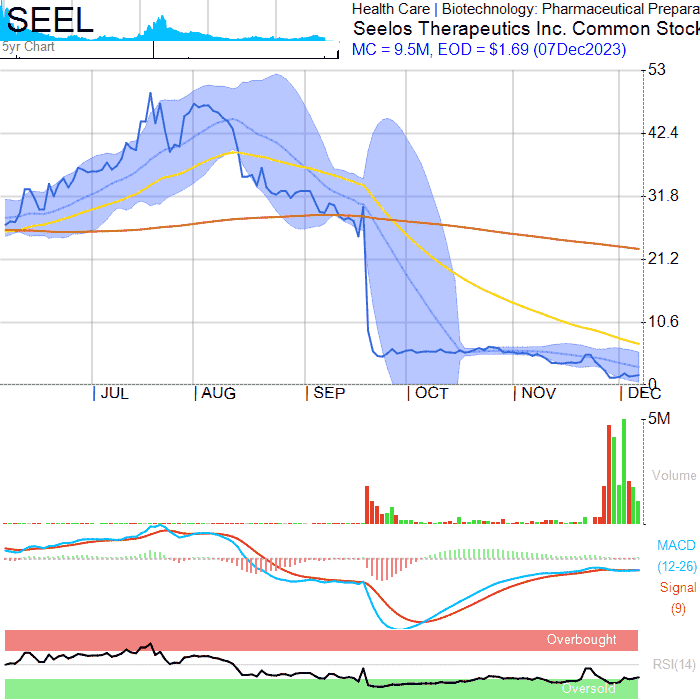 SEEL
5yr Chart
Health Care | Biotechnology: Pharmaceutical Prepara
Seelos Therapeutics Inc. Common Stock
MC = 9.5M, EOD = $1.69 (07Dec2023)
53
42.4
31.8
21.2
10.6
0
JUL
AUG
SEP
OCT
NOV
DEC
5M
Volume
MACD
(12-26)
Signal
(9)
Overbought
RSI(14)
Oversold